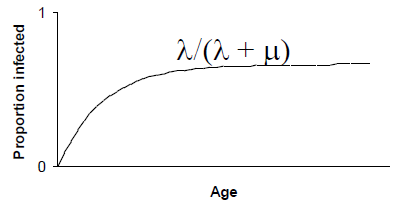 1
λ/(λ + μ)
Proportion infected
0
Age